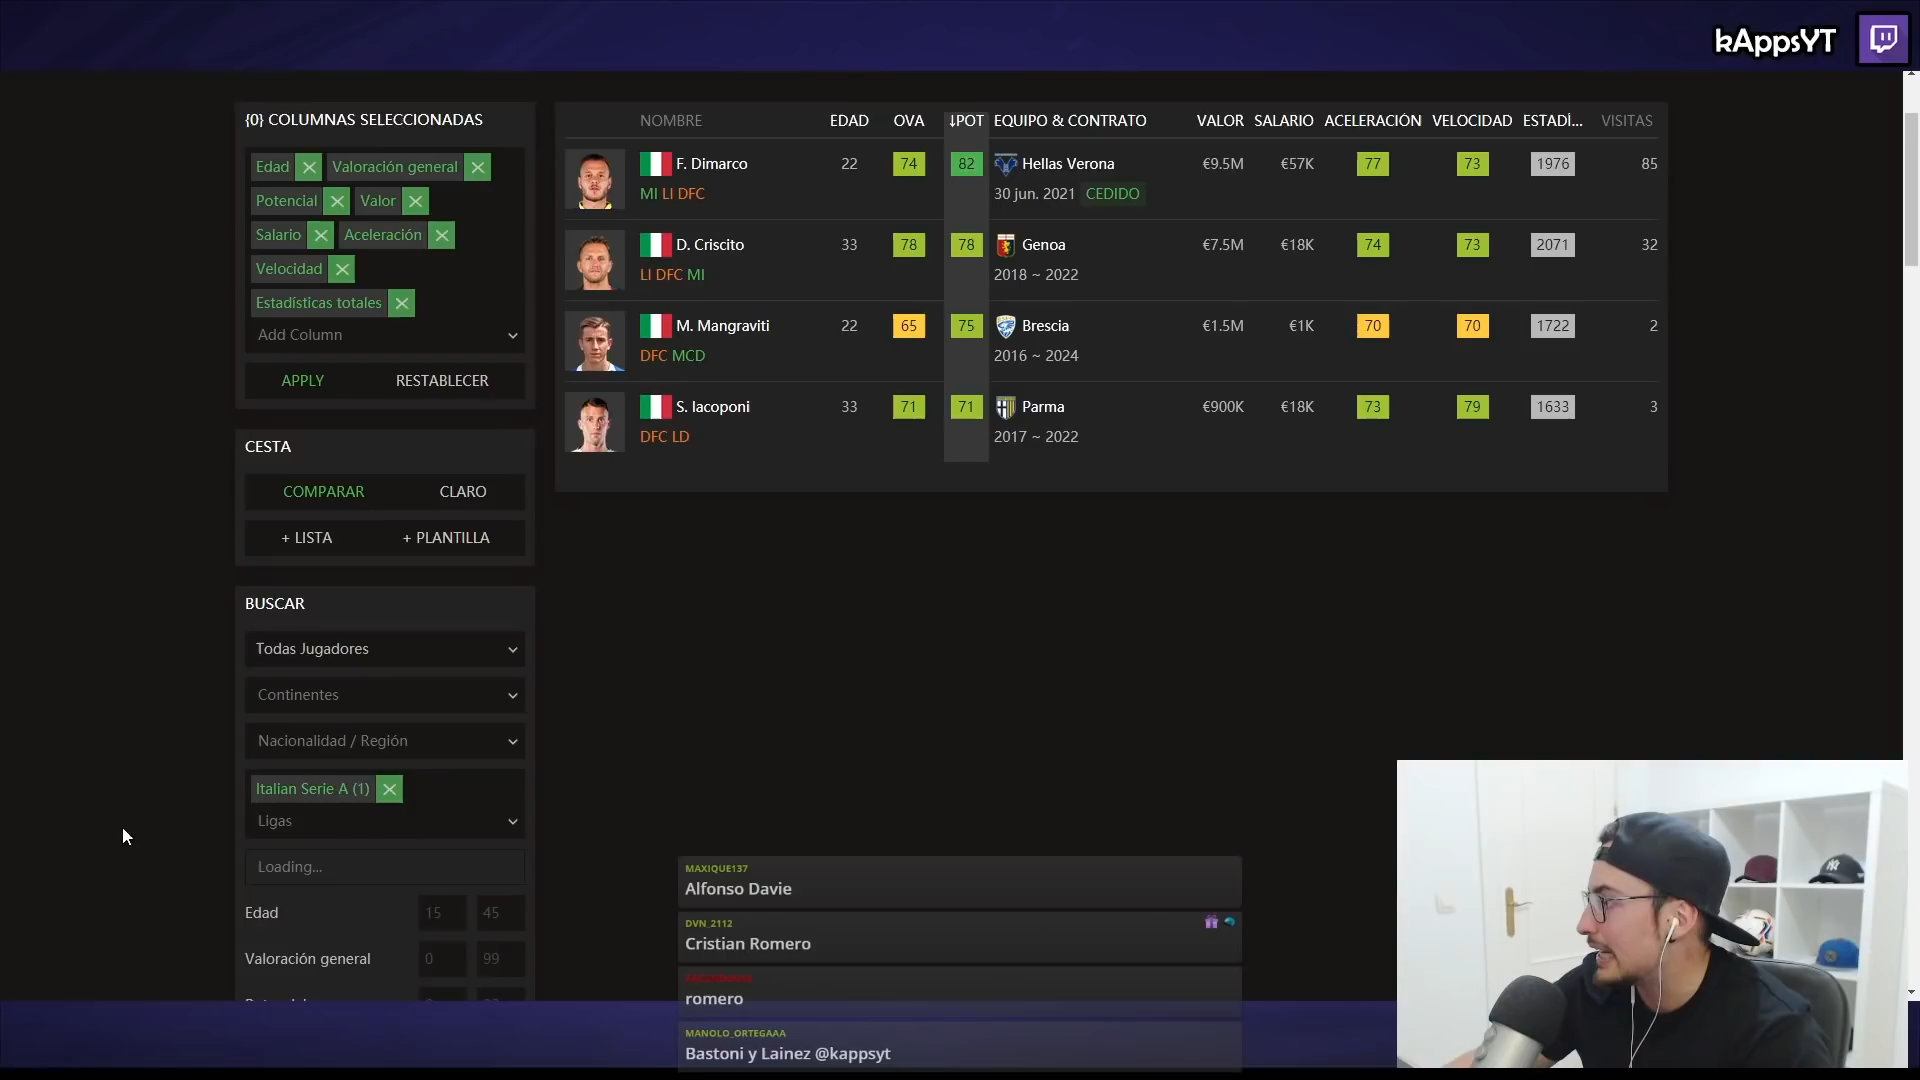 kAppsYT
{0} COLUMNAS SELECCIONADAS
Edad
Valoración general
Potencial
Valor
Salario
Aceleración
Velocidad
Estadísticas totales
Add Column
APPLY RESTABLECER
CESTA
COMPARAR CLARO
+ LISTA + PLANTILLA
BUSCAR
Todas Jugadores
Continentes
Nacionalidad / Región
Italian Serie A (1)
Ligas
Loading...
Edad 15 45
Valoración general 0 99
NOMBRE EDAD OVA ↓POT EQUIPO & CONTRATO VALOR SALARIO ACELERACIÓN VELOCIDAD ESTADÍ... VISITAS
F. Dimarco 22 74 82 Hellas Verona €9.5M €57K 77 73 1976 85
MI LI DFC 30 jun. 2021 CEDIDO
D. Criscito 33 78 78 Genoa €7.5M €18K 74 73 2071 32
LI DFC MI 2018 ~ 2022
M. Mangraviti 22 65 75 Brescia €1.5M €1K 70 70 1722 2
DFC MCD 2016 ~ 2024
S. Iacoponi 33 71 71 Parma €900K €18K 73 79 1633 3
DFC LD 2017 ~ 2022
MAXIQUE137
Alfonso Davie
DVN_2112
Cristian Romero
romero
MANOLO_ORTEGAAA
Bastoni y Lainez @kappsyt